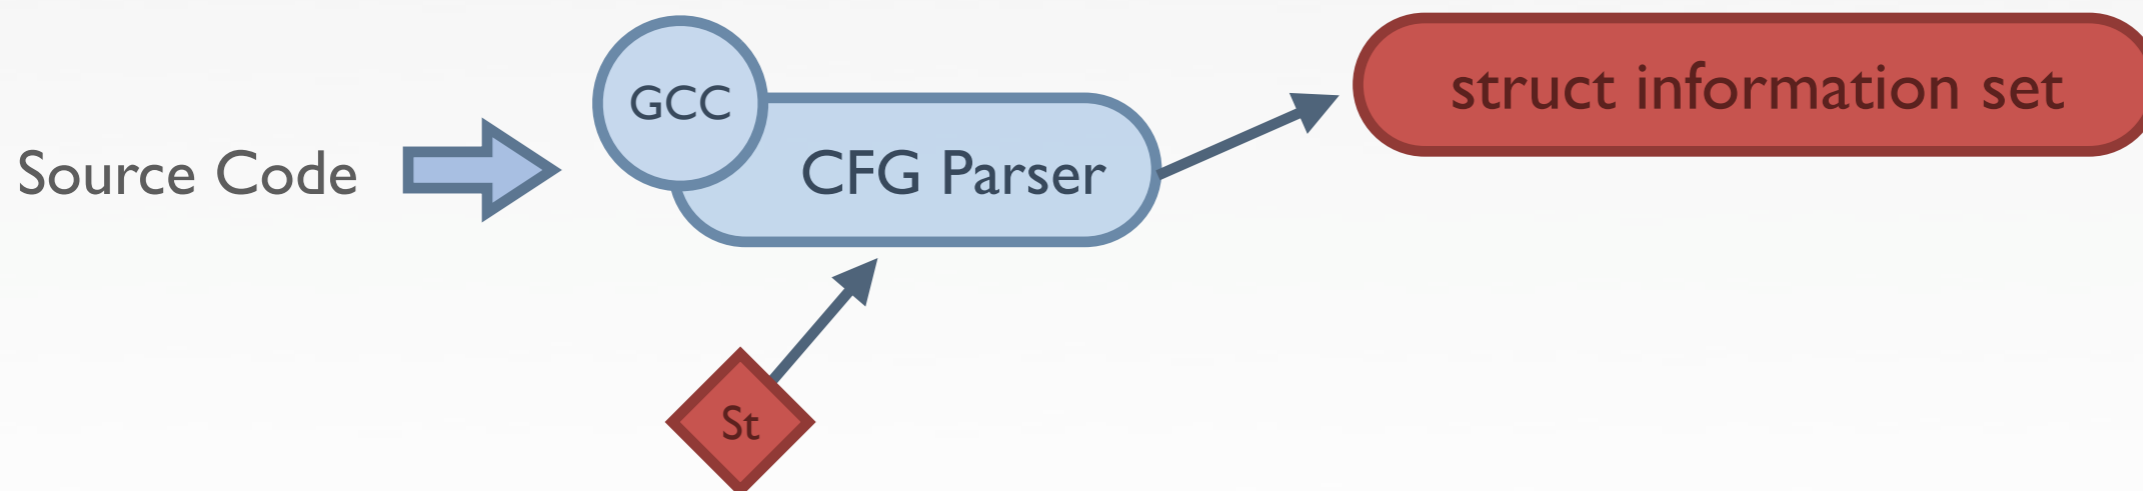 GCC
struct information set
Source Code
CFG Parser
St